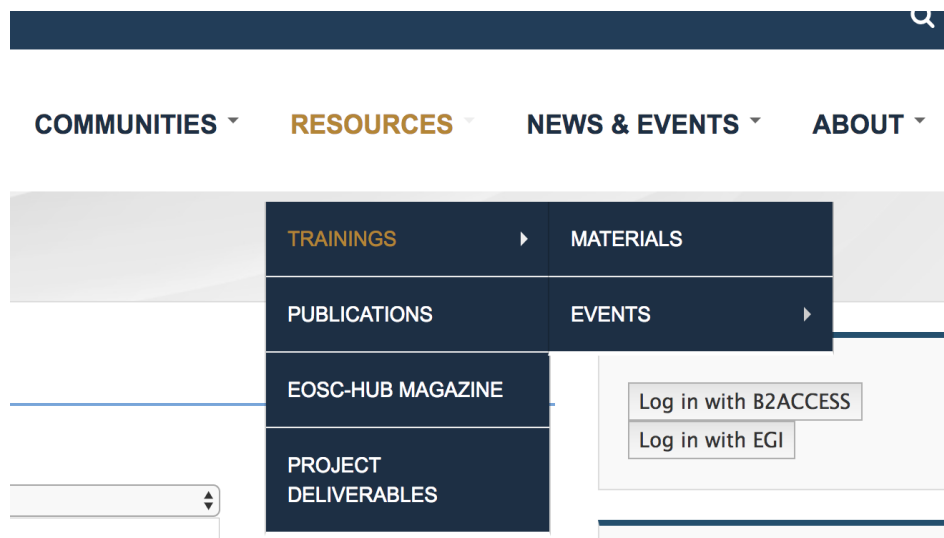 COMMUNITIES
RESOURCES
NEWS & EVENTS
ABOUT
TRAININGS
MATERIALS
PUBLICATIONS
EVENTS
EOSC-HUB MAGAZINE
Log in with B2ACCESS
Log in with EGI
PROJECT
DELIVERABLES